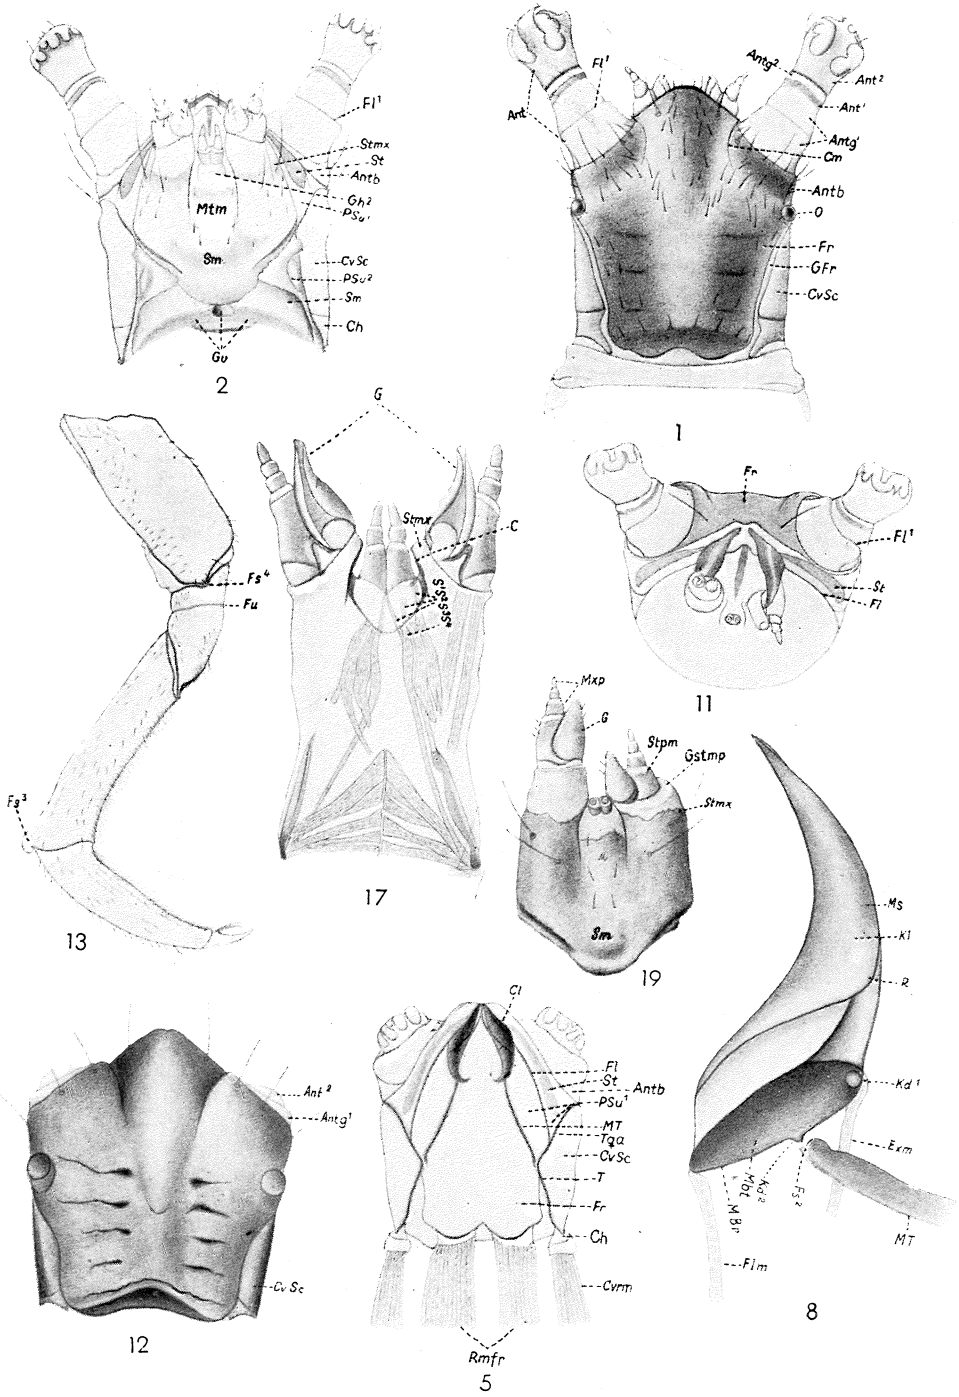 Fl¹
Stmx
St
Antb
Gh²
PSu¹
Mtm
Sm
CvSc
PSu²
Sm
Ch
Gu
2
Fl¹
Antg²
Ant²
Ant
Ant¹
Antg¹
Cm
Antb
O
Fr
GFr
CvSc
1
Fs⁴
Fu
Fs³
13
G
Stmx
C
S¹S²S³S⁴
17
Fr
Fl¹
St
Fl
11
Mxp
G
Stpm
Gstmp
Stmx
Sm
19
Ms
Kl
R
Kd¹
Exm
Fs²
Kd²
Mbt
MBr
MT
Flm
8
Ant²
Antg¹
CvSc
12
Cl
Fl
St
Antb
PSu¹
MT
Tga
CvSc
T
Fr
Ch
Cvrm
Rmfr
5